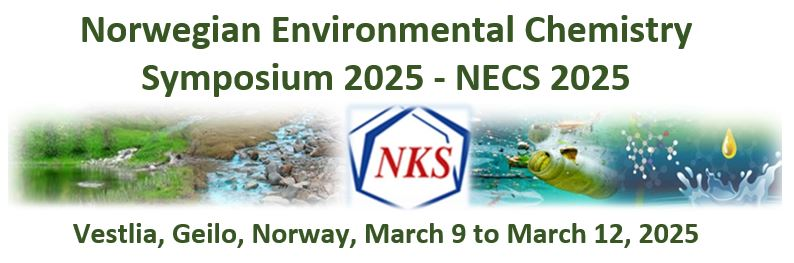 Norwegian Environmental Chemistry
Symposium 2025 - NECS 2025
NKS
Vestlia, Geilo, Norway, March 9 to March 12, 2025